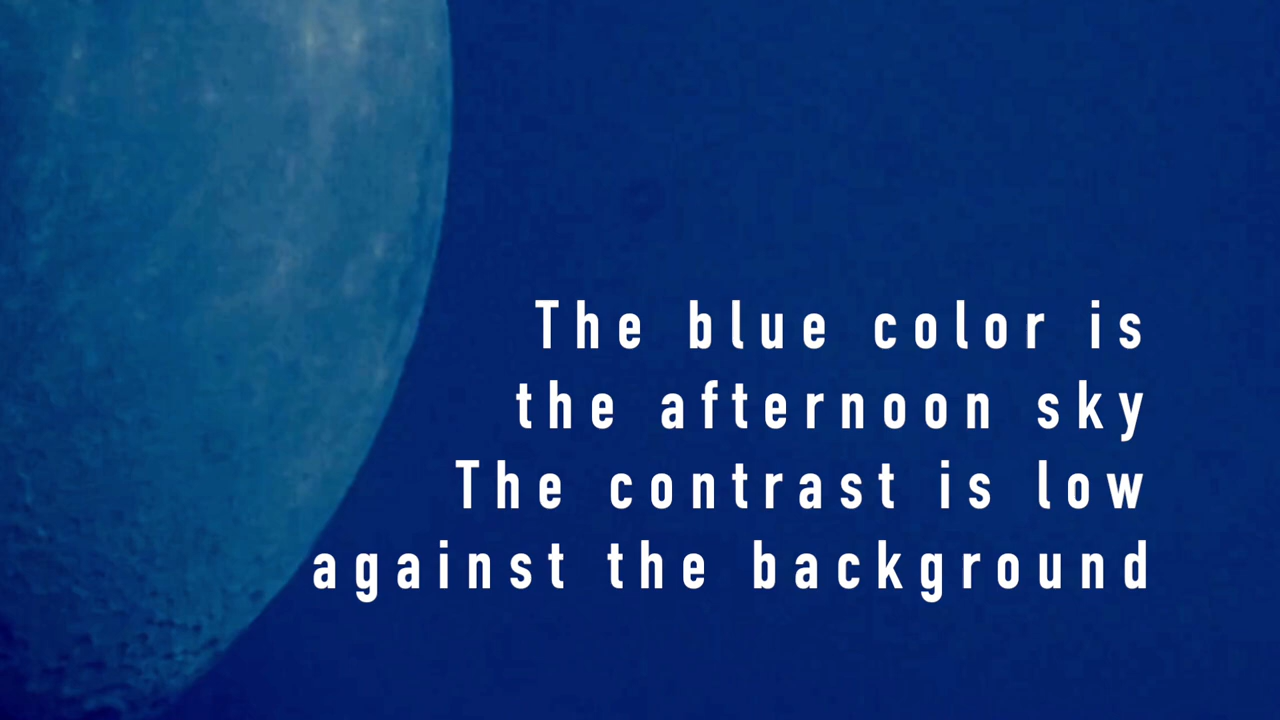 The blue color is
the afternoon sky
The contrast is low
against the background